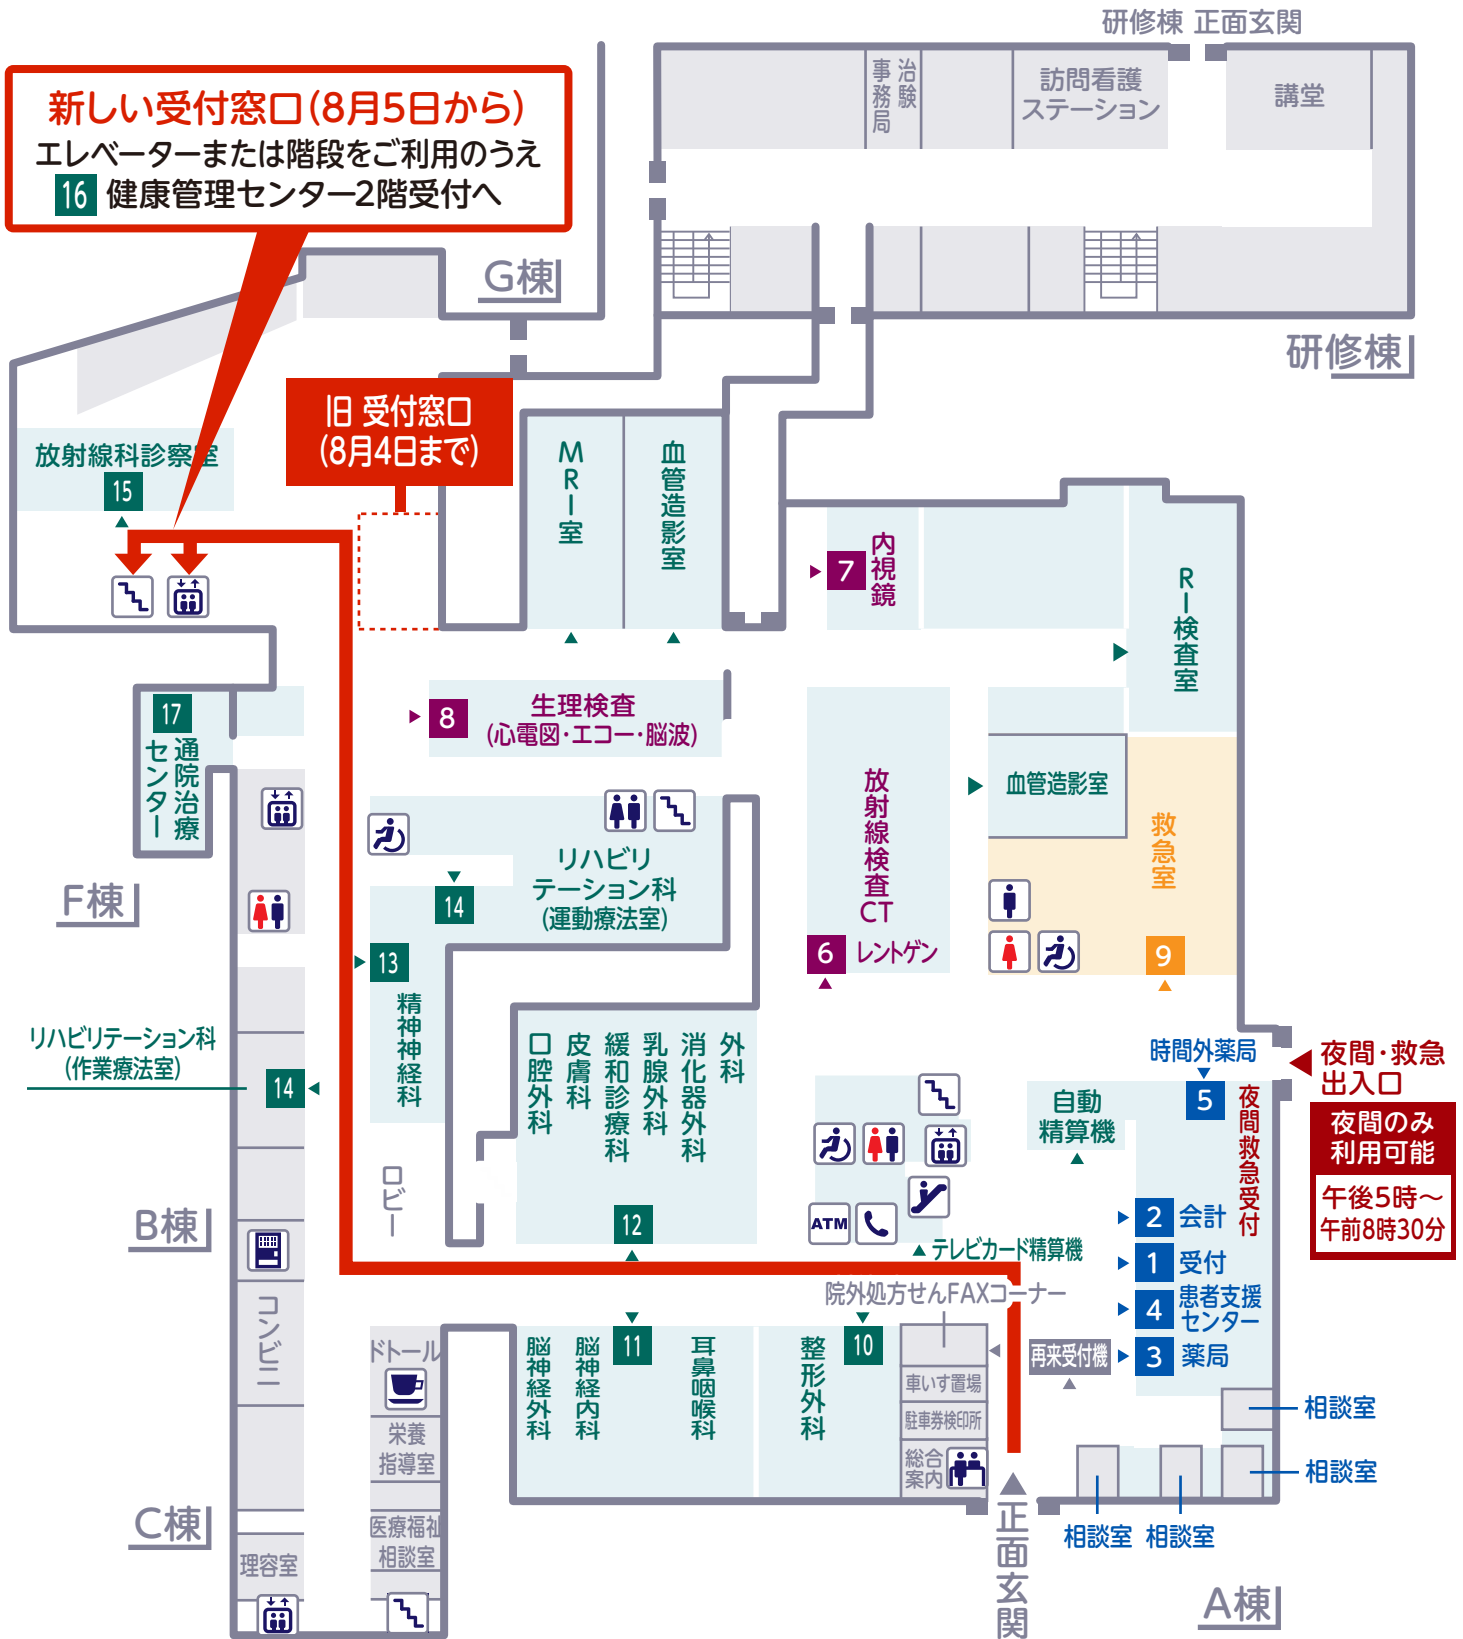 研修棟 正面玄関
新しい受付窓口(8月5日から)
エレベーターまたは階段をご利用のうえ
16 健康管理センター2階受付へ
治験
事務局
訪問看護
ステーション
講堂
G棟
研修棟
旧 受付窓口
(8月4日まで)
放射線科診察室
15
MRI室
血管造影室
7
内視鏡
RI検査室
17
通院治療
センター
8
生理検査
(心電図・エコー・脳波)
放射線検査
CT
6
レントゲン
血管造影室
救急室
9
F棟
リハビリ
テーション科
(運動療法室)
14
13
精神神経科
リハビリテーション科
(作業療法室)
14
口腔外科
皮膚科
緩和診療科
乳腺外科
消化器外科
外科
12
ロビー
時間外薬局
5
夜間・救急
出入口
夜間のみ
利用可能
午後5時～
午前8時30分
夜間救急受付
自動
精算機
ATM
テレビカード精算機
2 会計
1 受付
4 患者支援
センター
3 薬局
再来受付機
B棟
コンビニ
院外処方せんFAXコーナー
車いす置場
駐車券検印所
総合
案内
ドトール
栄養
指導室
医療福祉
相談室
脳神経外科
脳神経内科
11
耳鼻咽喉科
整形外科
10
相談室
相談室
相談室
相談室
C棟
理容室
正面玄関
A棟